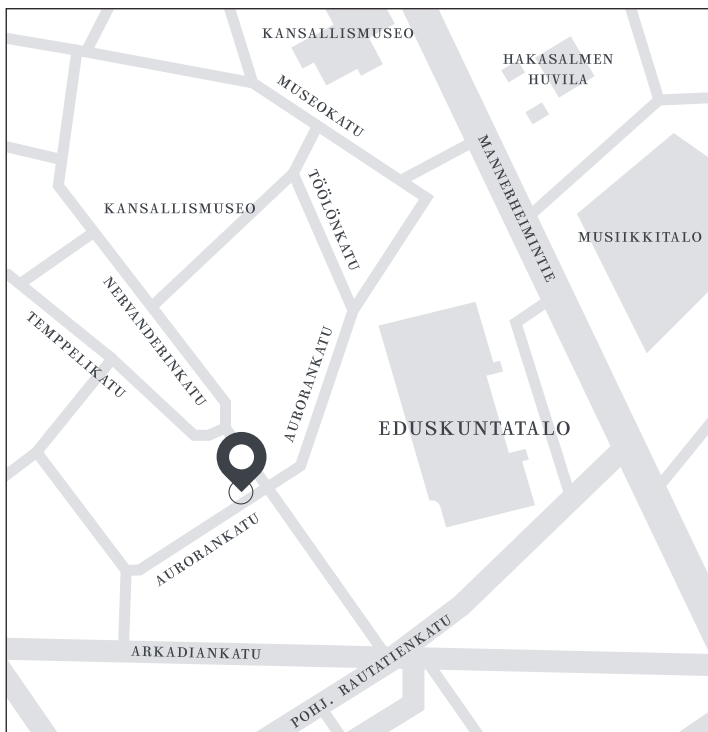 KANSALLISMUSEO
HAKASALMEN
HUVILA
MUSEOKATU
MANNERHEIMINTIE
TÖÖLÖNKATU
KANSALLISMUSEO
MUSIIKKITALO
NERVANDERINKATU
TEMPPELIKATU
AURORANKATU
EDUSKUNTATALO
AURORANKATU
ARKADIANKATU
POHJ. RAUTATIENKATU